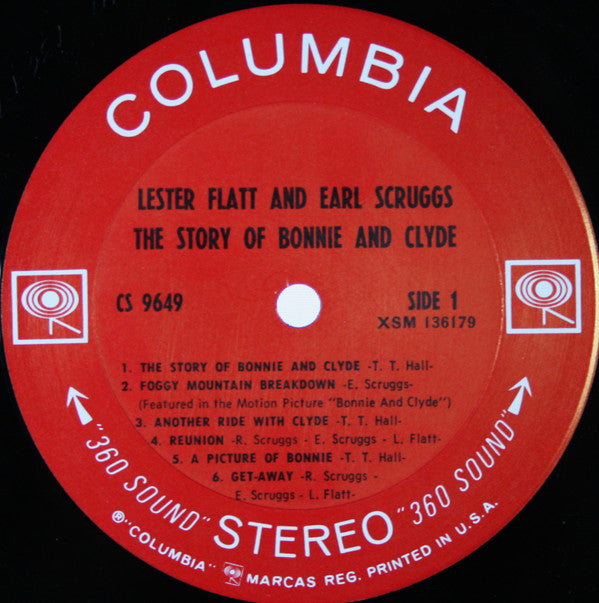 COLUMBIA
LESTER FLATT AND EARL SCRUGGS
THE STORY OF BONNIE AND CLYDE
CS 9649
SIDE 1
XSM 136179
1. THE STORY OF BONNIE AND CLYDE -T. T. Hall-
2. FOGGY MOUNTAIN BREAKDOWN -E. Scruggs-
(Featured in the Motion Picture "Bonnie And Clyde")
3. ANOTHER RIDE WITH CLYDE -T. T. Hall-
4. REUNION -R. Scruggs - E. Scruggs - L. Flatt-
5. A PICTURE OF BONNIE -T. T. Hall-
6. GET-AWAY -R. Scruggs -
E. Scruggs - L. Flatt-
"360 SOUND" STEREO "360 SOUND"
® "COLUMBIA" MARCAS REG. PRINTED IN U.S.A.